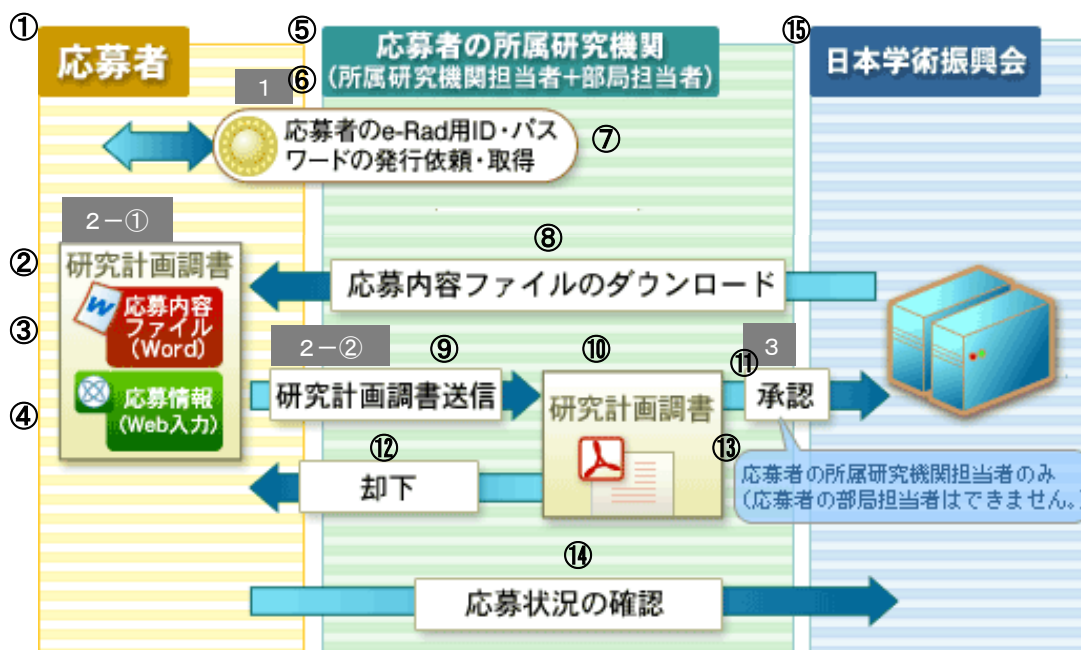 ①
応募者
⑤
応募者の所属研究機関
⑥
(所属研究機関担当者+部局担当者)
⑮
日本学術振興会
1
応募者のe-Rad用ID・パス
ワードの発行依頼・取得
⑦
2-①
②
研究計画調書
③
W
応募内容
ファイル
(Word)
④
応募情報
(Web入力)
⑧
応募内容ファイルのダウンロード
2-②
⑨
研究計画調書送信
⑩
研究計画調書
3
⑪
承認
⑫
却下
⑬
応募者の所属研究機関担当者のみ
(応募者の部局担当者はできません。)
⑭
応募状況の確認